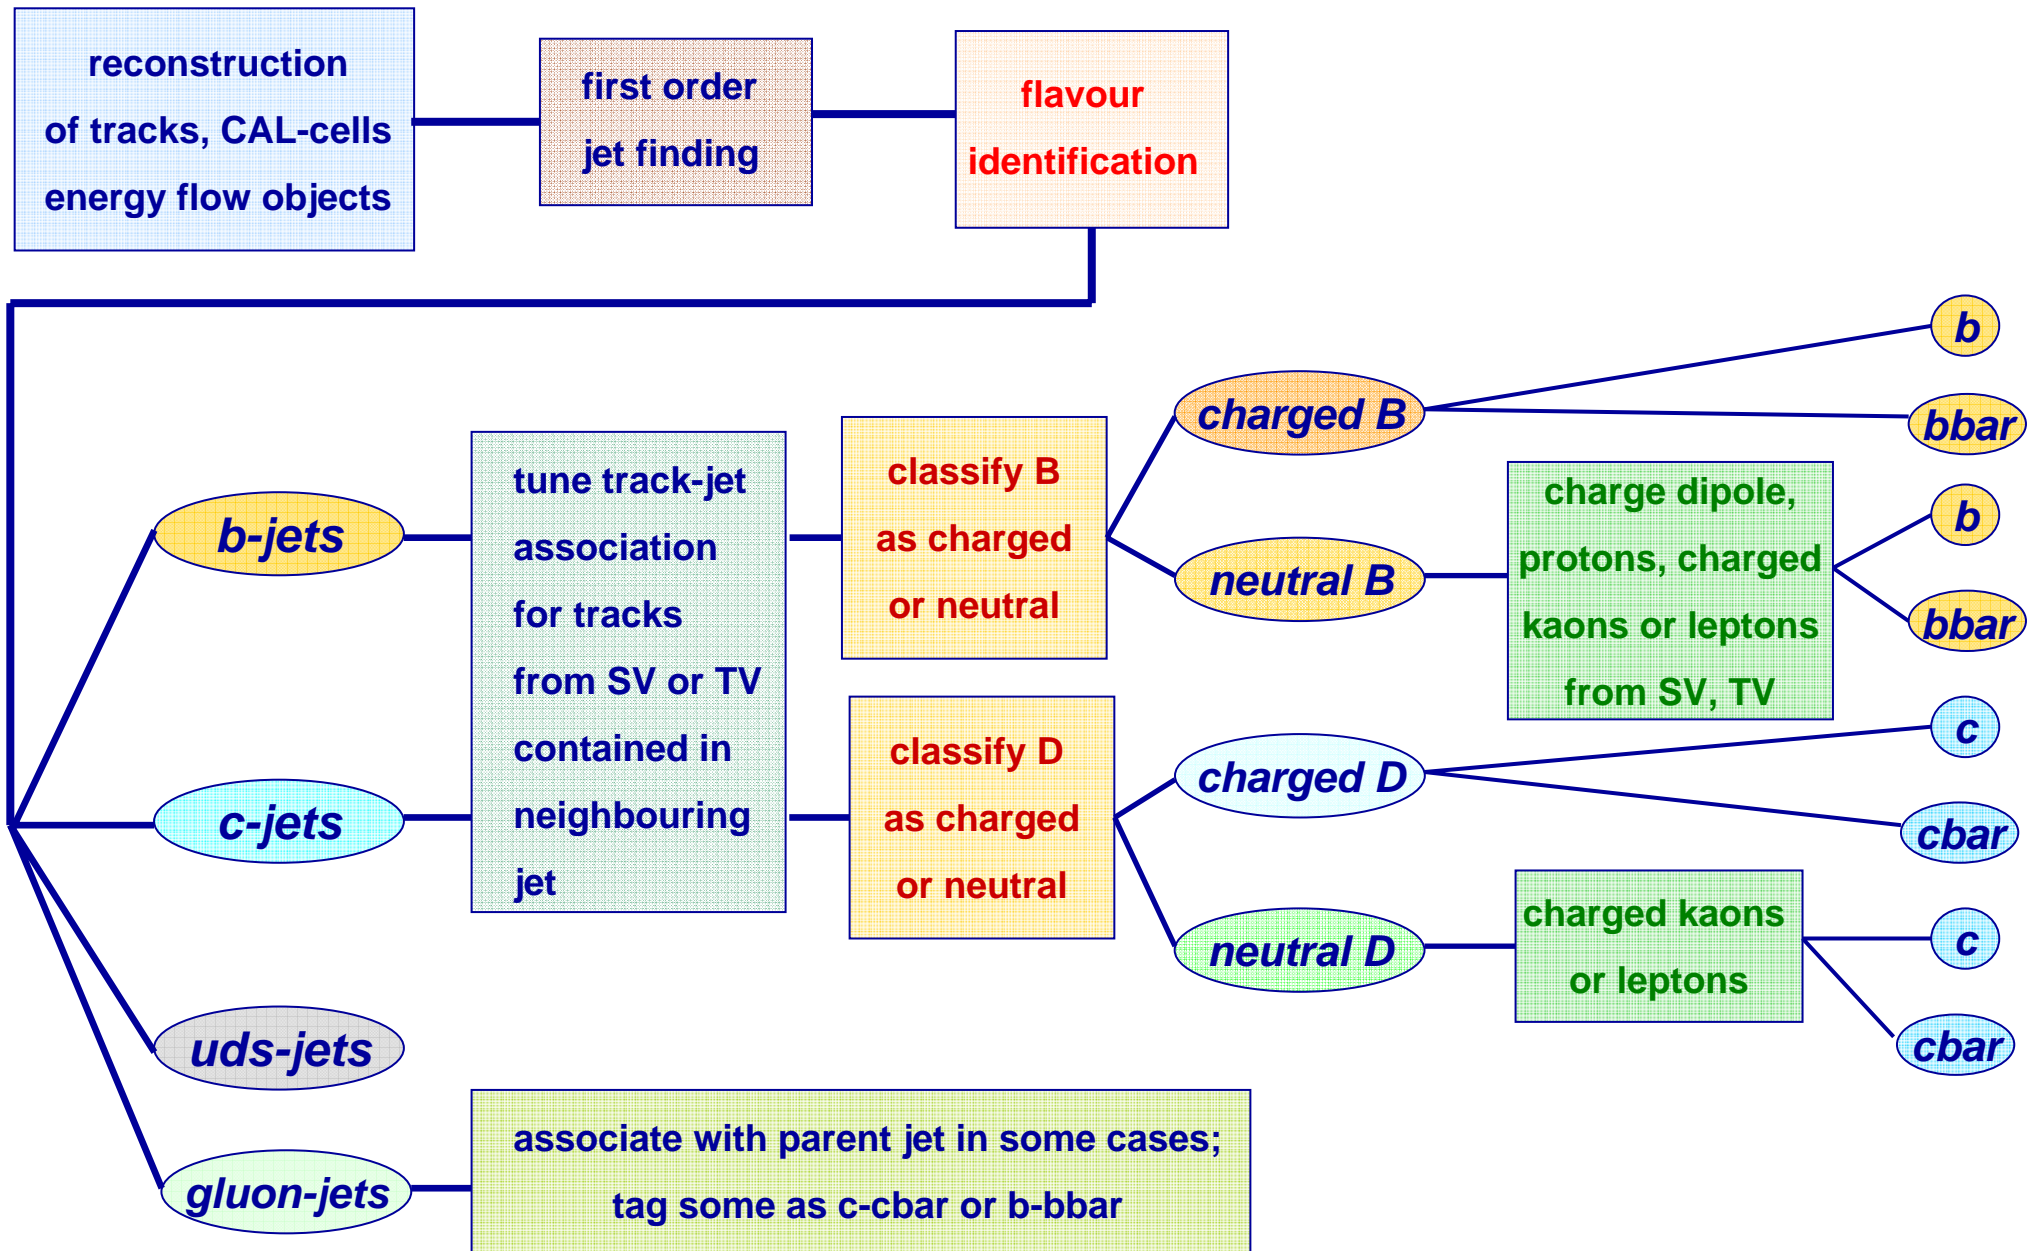 reconstruction
of tracks, CAL-cells
energy flow objects
first order
jet finding
flavour
identification
b-jets
c-jets
uds-jets
gluon-jets
tune track-jet
association
for tracks
from SV or TV
contained in
neighbouring
jet
classify B
as charged
or neutral
classify D
as charged
or neutral
charged B
neutral B
charge dipole,
protons, charged
kaons or leptons
from SV, TV
b
bbar
b
bbar
charged D
neutral D
charged kaons
or leptons
c
cbar
c
cbar
associate with parent jet in some cases;
tag some as c-cbar or b-bbar